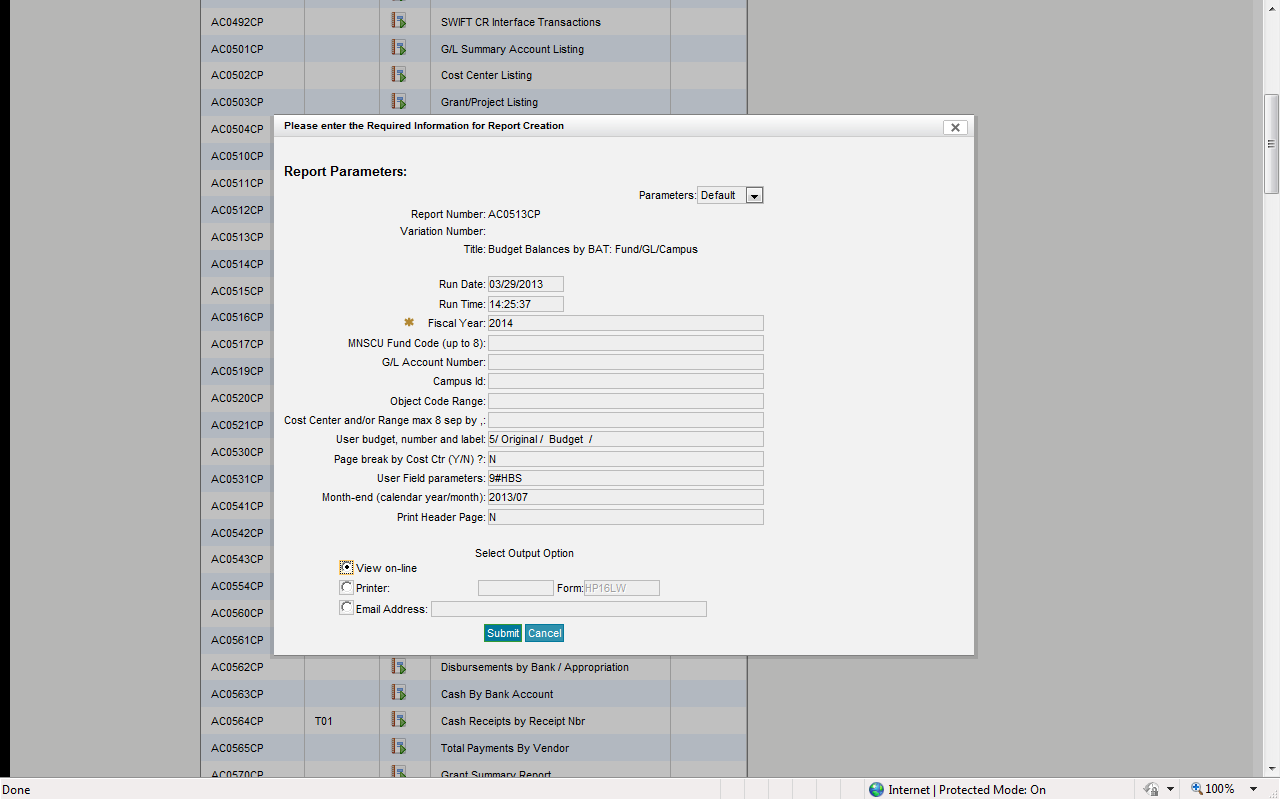 AC0492CP SWIFT CR Interface Transactions
AC0501CP G/L Summary Account Listing
AC0502CP Cost Center Listing
AC0503CP Grant/Project Listing
AC0504CP
AC0510CP
AC0511CP
AC0512CP
AC0513CP
AC0514CP
AC0515CP
AC0516CP
AC0517CP
AC0519CP
AC0520CP
AC0521CP
AC0530CP
AC0531CP
AC0541CP
AC0542CP
AC0543CP
AC0554CP
AC0560CP
AC0561CP
Please enter the Required Information for Report Creation
Report Parameters:
Parameters: Default
Report Number: AC0513CP
Variation Number:
Title: Budget Balances by BAT: Fund/GL/Campus
Run Date: 03/29/2013
Run Time: 14:25:37
Fiscal Year: 2014
MNSCU Fund Code (up to 8):
G/L Account Number:
Campus Id:
Object Code Range:
Cost Center and/or Range max 8 sep by ,:
User budget, number and label: 5/ Original / Budget /
Page break by Cost Ctr (Y/N) ?: N
User Field parameters: 9#HBS
Month-end (calendar year/month): 2013/07
Print Header Page: N
Select Output Option
View on-line
Printer: Form: HP16LW
Email Address:
Submit Cancel
AC0562CP Disbursements by Bank / Appropriation
AC0563CP Cash By Bank Account
AC0564CP T01 Cash Receipts by Receipt Nbr
AC0565CP Total Payments By Vendor
AC0570CP Grant Summary Report
Done Internet | Protected Mode: On 100%